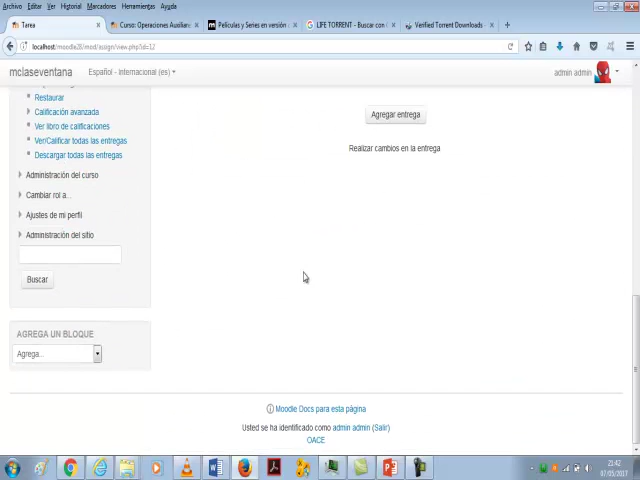 Archivo Editar Ver Historial Marcadores Herramientas Ayuda
Tarea
Curso: Operaciones Auxiliare
Películas y Series en versión
LIFE TORRENT - Buscar con
Verified Torrent Downloads -
localhost/moodle28/mod/assign/view.php?id=12
mclaseventana
Español - Internacional (es)
admin admin
Restaurar
Calificación avanzada
Ver libro de calificaciones
Ver/Calificar todas las entregas
Descargar todas las entregas
Administración del curso
Cambiar rol a...
Ajustes de mi perfil
Administración del sitio
Buscar
Agregar entrega
Realizar cambios en la entrega
AGREGA UN BLOQUE
Agrega...
Moodle Docs para esta página
Usted se ha identificado como admin admin (Salir)
OACE
21:42
07/05/2017